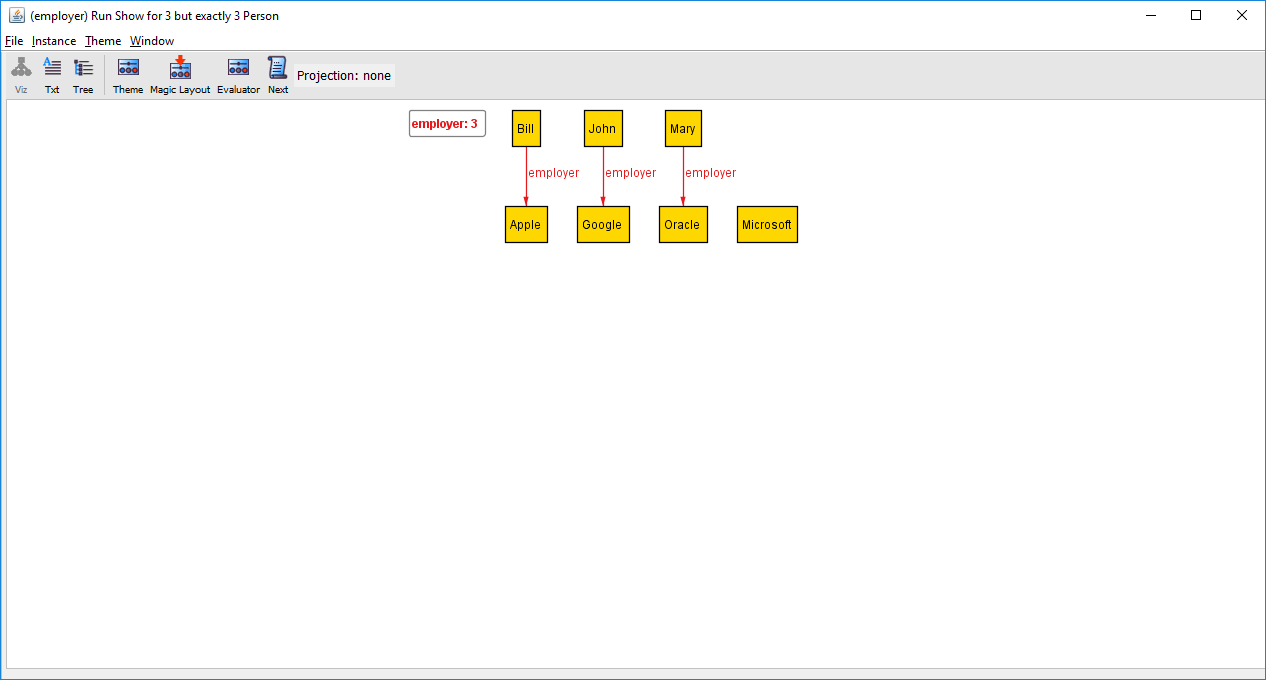 (employer) Run Show for 3 but exactly 3 Person
File Instance Theme Window
Viz Txt Tree Theme Magic Layout Evaluator Next Projection: none
employer: 3 Bill John Mary
employer employer employer
Apple Google Oracle Microsoft